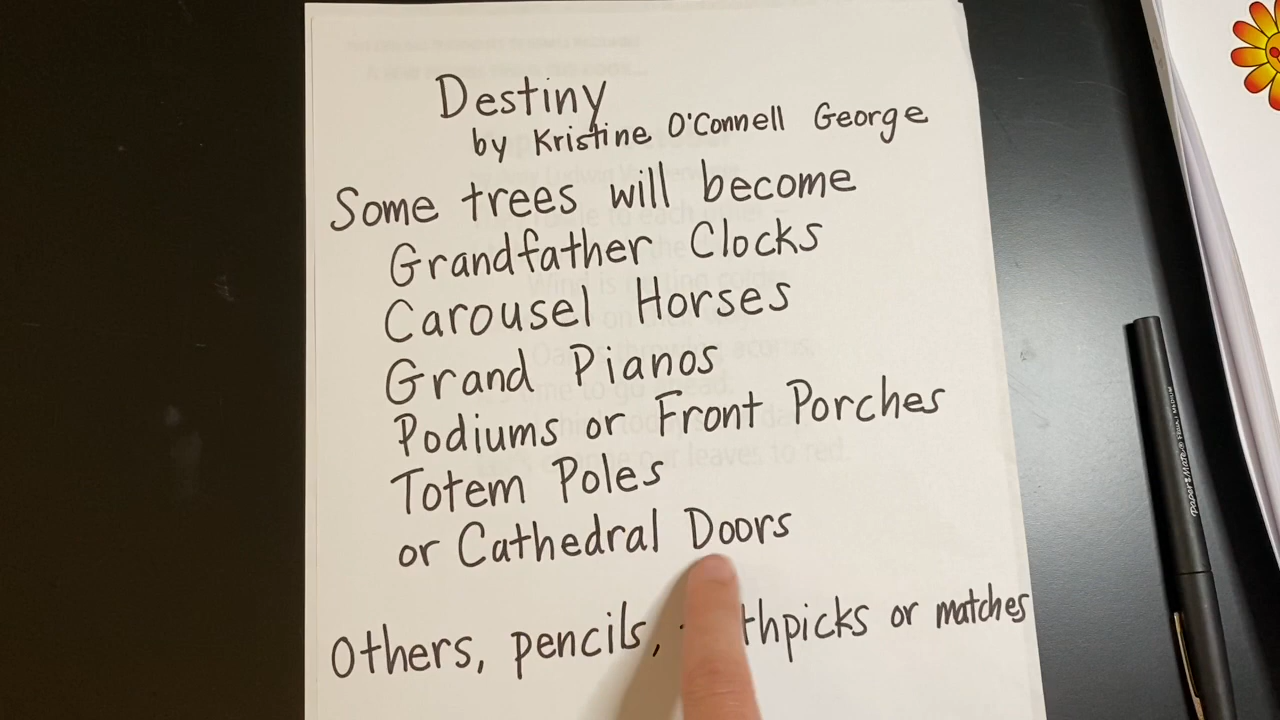 Destiny
by Kristine O'Connell George
Some trees will become
Grandfather Clocks
Carousel Horses
Grand Pianos
Podiums or Front Porches
Totem Poles
or Cathedral Doors
Others, pencils, or matches